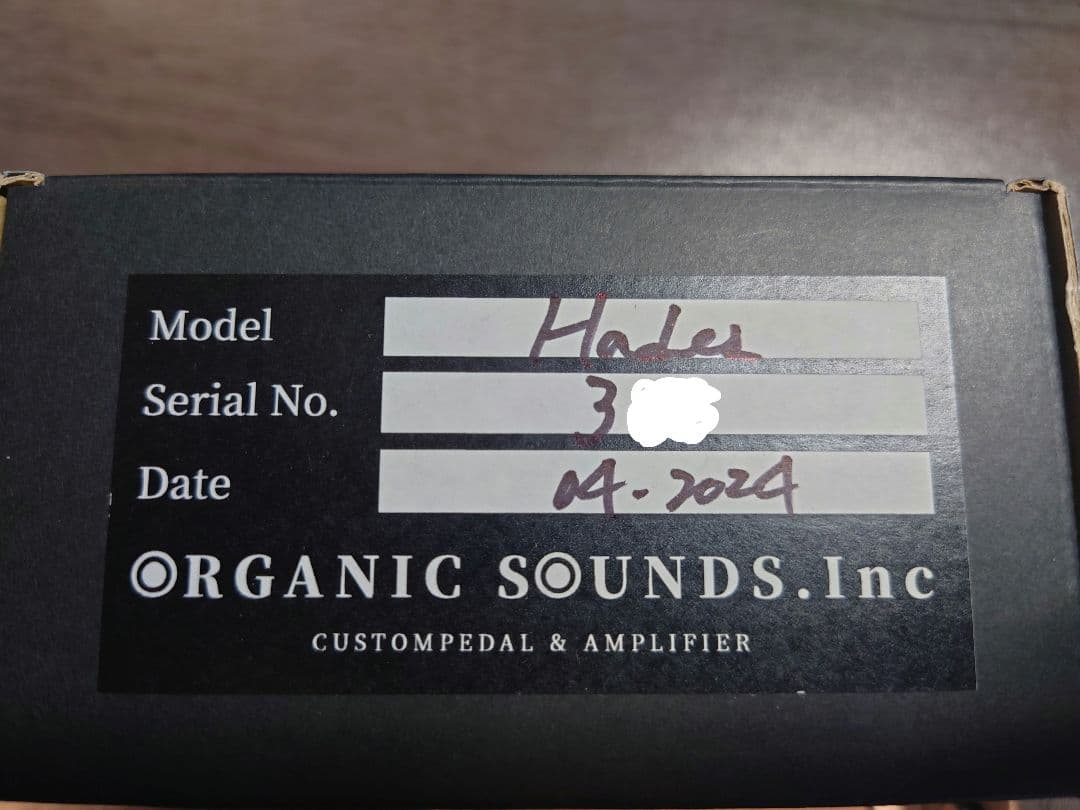 Model Hades
Serial No. 3
Date 04.2024
ORGANIC SOUNDS.Inc
CUSTOMPEDAL & AMPLIFIER